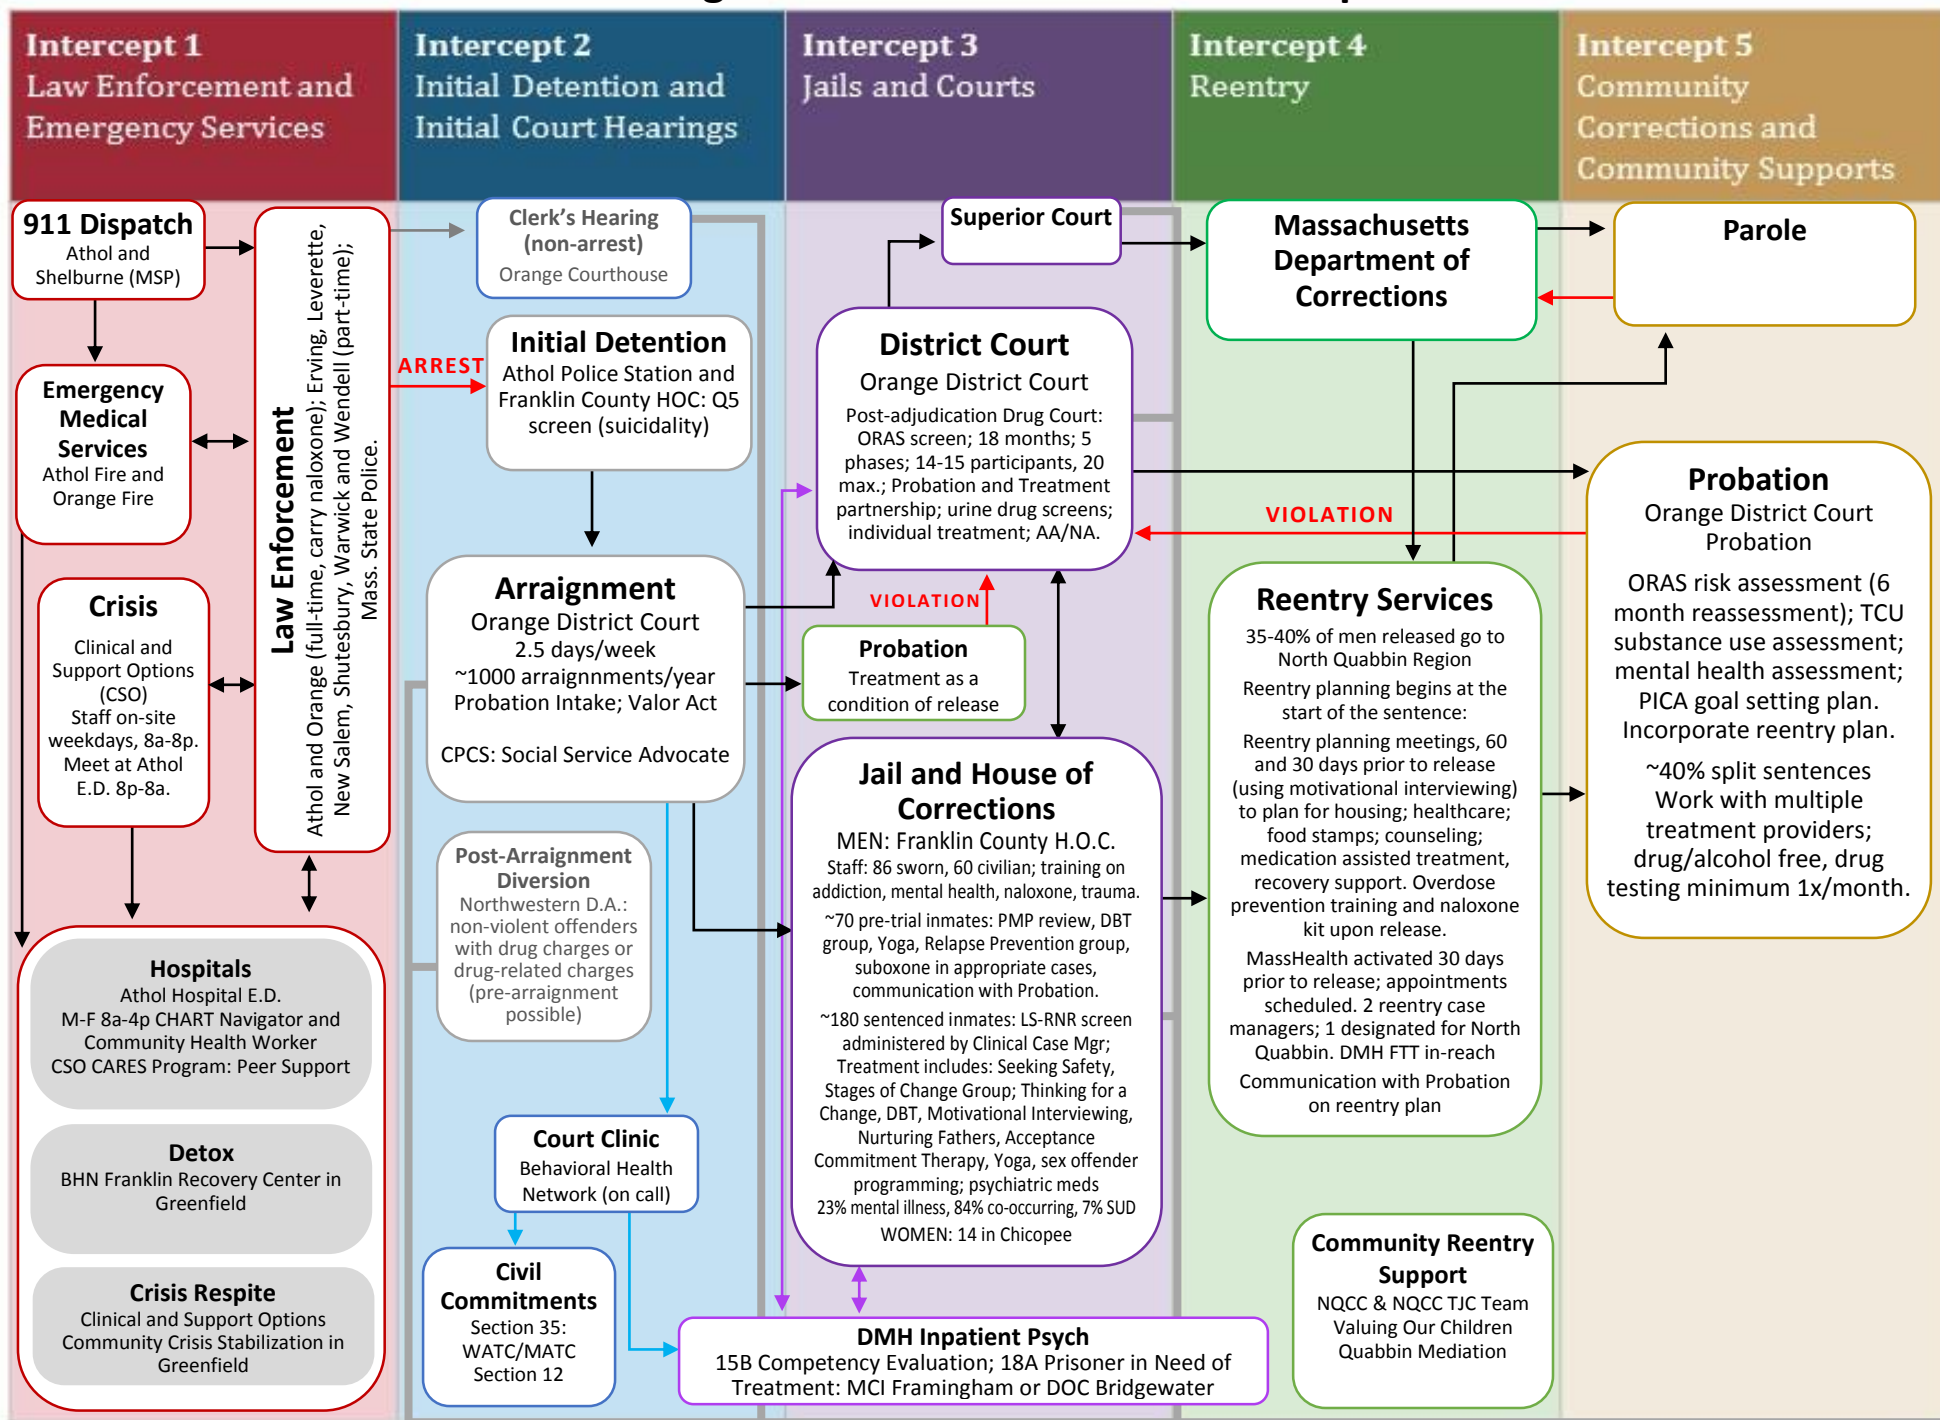 Intercept 1
Law Enforcement and
Emergency Services
Intercept 2
Initial Detention and
Initial Court Hearings
Intercept 3
Jails and Courts
Intercept 4
Reentry
Intercept 5
Community
Corrections and
Community Supports
911 Dispatch
Athol and
Shelburne (MSP)
Emergency
Medical
Services
Athol Fire and
Orange Fire
Crisis
Clinical and
Support Options
(CSO)
Staff on-site
weekdays, 8a-8p.
Meet at Athol
E.D. 8p-8a.
Law Enforcement
Athol and Orange (full-time, carry naloxone); Erving, Leverette,
New Salem, Shutesbury, Warwick and Wendell (part-time);
Mass. State Police.
Hospitals
Athol Hospital E.D.
M-F 8a-4p CHART Navigator and
Community Health Worker
CSO CARES Program: Peer Support
Detox
BHN Franklin Recovery Center in
Greenfield
Crisis Respite
Clinical and Support Options
Community Crisis Stabilization in
Greenfield
Clerk's Hearing
(non-arrest)
Orange Courthouse
ARREST
Initial Detention
Athol Police Station and
Franklin County HOC: Q5
screen (suicidality)
Arraignment
Orange District Court
2.5 days/week
~1000 arraignnments/year
Probation Intake; Valor Act
CPCS: Social Service Advocate
Post-Arraignment
Diversion
Northwestern D.A.:
non-violent offenders
with drug charges or
drug-related charges
(pre-arraignment
possible)
Court Clinic
Behavioral Health
Network (on call)
Civil
Commitments
Section 35:
WATC/MATC
Section 12
Superior Court
District Court
Orange District Court
Post-adjudication Drug Court:
ORAS screen; 18 months; 5
phases; 14-15 participants, 20
max.; Probation and Treatment
partnership; urine drug screens;
individual treatment; AA/NA.
VIOLATION
Probation
Treatment as a
condition of release
Jail and House of
Corrections
MEN: Franklin County H.O.C.
Staff: 86 sworn, 60 civilian; training on
addiction, mental health, naloxone, trauma.
~70 pre-trial inmates: PMP review, DBT
group, Yoga, Relapse Prevention group,
suboxone in appropriate cases,
communication with Probation.
~180 sentenced inmates: LS-RNR screen
administered by Clinical Case Mgr;
Treatment includes: Seeking Safety,
Stages of Change Group; Thinking for a
Change, DBT, Motivational Interviewing,
Nurturing Fathers, Acceptance
Commitment Therapy, Yoga, sex offender
programming; psychiatric meds
23% mental illness, 84% co-occurring, 7% SUD
WOMEN: 14 in Chicopee
DMH Inpatient Psych
15B Competency Evaluation; 18A Prisoner in Need of
Treatment: MCI Framingham or DOC Bridgewater
Massachusetts
Department of
Corrections
VIOLATION
Reentry Services
35-40% of men released go to
North Quabbin Region
Reentry planning begins at the
start of the sentence:
Reentry planning meetings, 60
and 30 days prior to release
(using motivational interviewing)
to plan for housing; healthcare;
food stamps; counseling;
medication assisted treatment,
recovery support. Overdose
prevention training and naloxone
kit upon release.
MassHealth activated 30 days
prior to release; appointments
scheduled. 2 reentry case
managers; 1 designated for North
Quabbin. DMH FTT in-reach
Communication with Probation
on reentry plan
Community Reentry
Support
NQCC & NQCC TJC Team
Valuing Our Children
Quabbin Mediation
Parole
Probation
Orange District Court
Probation
ORAS risk assessment (6
month reassessment); TCU
substance use assessment;
mental health assessment;
PICA goal setting plan.
Incorporate reentry plan.
~40% split sentences
Work with multiple
treatment providers;
drug/alcohol free, drug
testing minimum 1x/month.